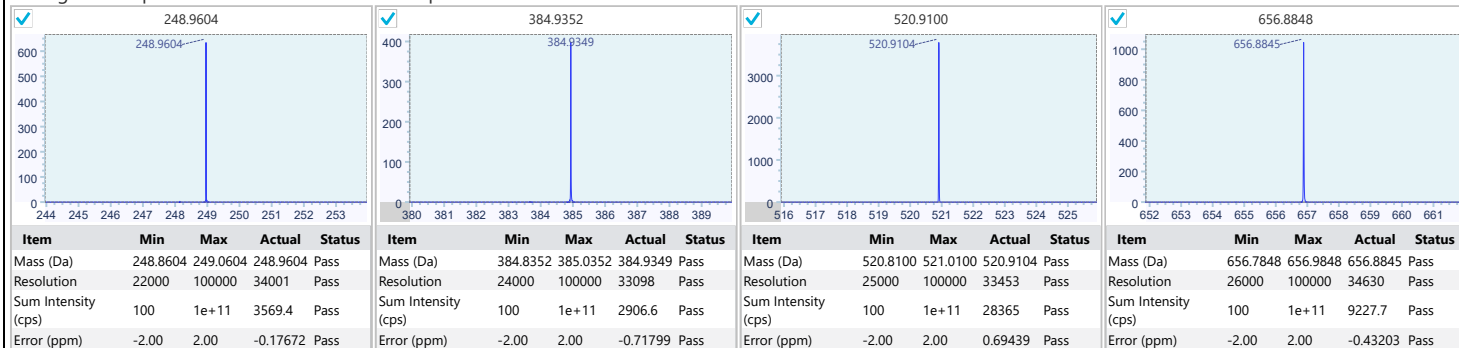 248.9604
384.9352
520.9100
656.8848
248.9604
600
500
400
300
200
100
0
244 245 246 247 248 249 250 251 252 253
384.9349
400
300
200
100
0
380 381 382 383 384 385 386 387 388 389
520.9104
3000
2000
1000
0
516 517 518 519 520 521 522 523 524 525
656.8845
1000
800
600
400
200
0
652 653 654 655 656 657 658 659 660 661
Item Min Max Actual Status
Mass (Da) 248.8604 249.0604 248.9604 Pass
Resolution 22000 100000 34001 Pass
Sum Intensity
(cps) 100 1e+11 3569.4 Pass
Error (ppm) -2.00 2.00 -0.17672 Pass
Item Min Max Actual Status
Mass (Da) 384.8352 385.0352 384.9349 Pass
Resolution 24000 100000 33098 Pass
Sum Intensity
(cps) 100 1e+11 2906.6 Pass
Error (ppm) -2.00 2.00 -0.71799 Pass
Item Min Max Actual Status
Mass (Da) 520.8100 521.0100 520.9104 Pass
Resolution 25000 100000 33453 Pass
Sum Intensity
(cps) 100 1e+11 28365 Pass
Error (ppm) -2.00 2.00 0.69439 Pass
Item Min Max Actual Status
Mass (Da) 656.7848 656.9848 656.8845 Pass
Resolution 26000 100000 34630 Pass
Sum Intensity
(cps) 100 1e+11 9227.7 Pass
Error (ppm) -2.00 2.00 -0.43203 Pass